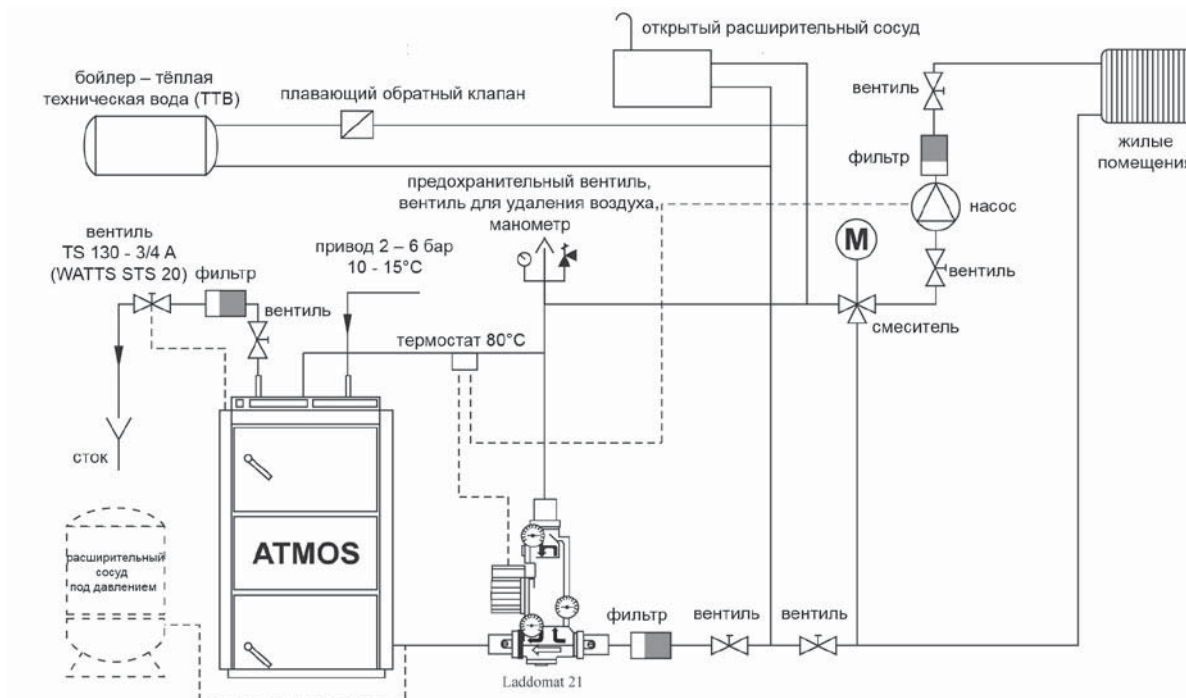 открытый расширительный сосуд
бойлер – тёплая
техническая вода (ТТВ)
плавающий обратный клапан
вентиль
фильтр
жилые
помещения
насос
вентиль
предохранительный вентиль,
вентиль для удаления воздуха,
манометр
M
смеситель
вентиль
TS 130 - 3/4 A
(WATTS STS 20)
фильтр
вентиль
привод 2 – 6 бар
10 - 15°C
термостат 80°C
сток
ATMOS
расширительный
сосуд
под давлением
фильтр
вентиль
вентиль
Laddomat 21